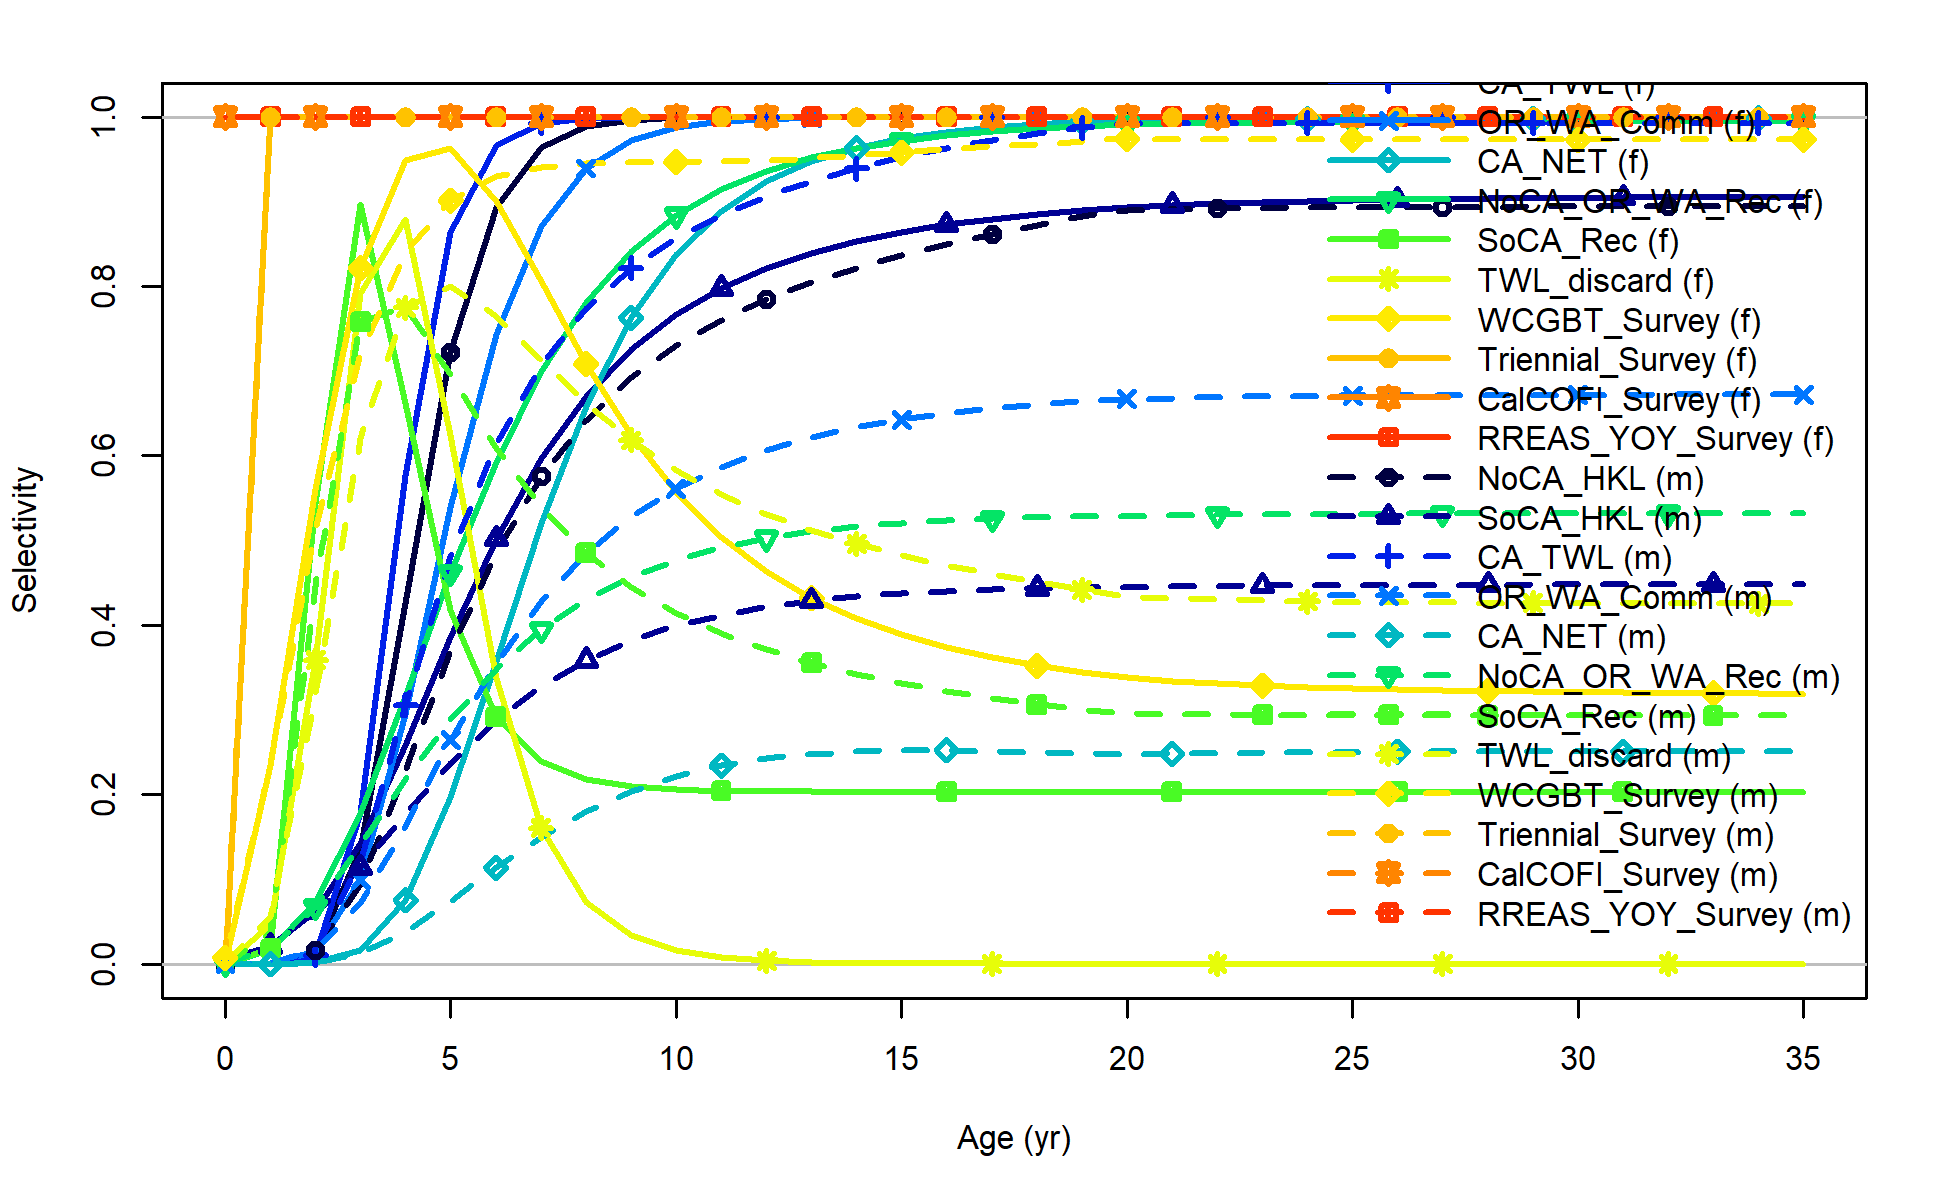 Selectivity
1.0
0.8
0.6
0.4
0.2
0.0
CA_TWL (f)
OR_WA_Comm (f)
CA_NET (f)
NoCA_OR_WA_Rec (f)
SoCA_Rec (f)
TWL_discard (f)
WCGBT_Survey (f)
Triennial_Survey (f)
CalCOFI_Survey (f)
RREAS_YOY_Survey (f)
NoCA_HKL (m)
SoCA_HKL (m)
CA_TWL (m)
OR_WA_Comm (m)
CA_NET (m)
NoCA_OR_WA_Rec (m)
SoCA_Rec (m)
TWL_discard (m)
WCGBT_Survey (m)
Triennial_Survey (m)
CalCOFI_Survey (m)
RREAS_YOY_Survey (m)
0 5 10 15 20 25 30 35
Age (yr)